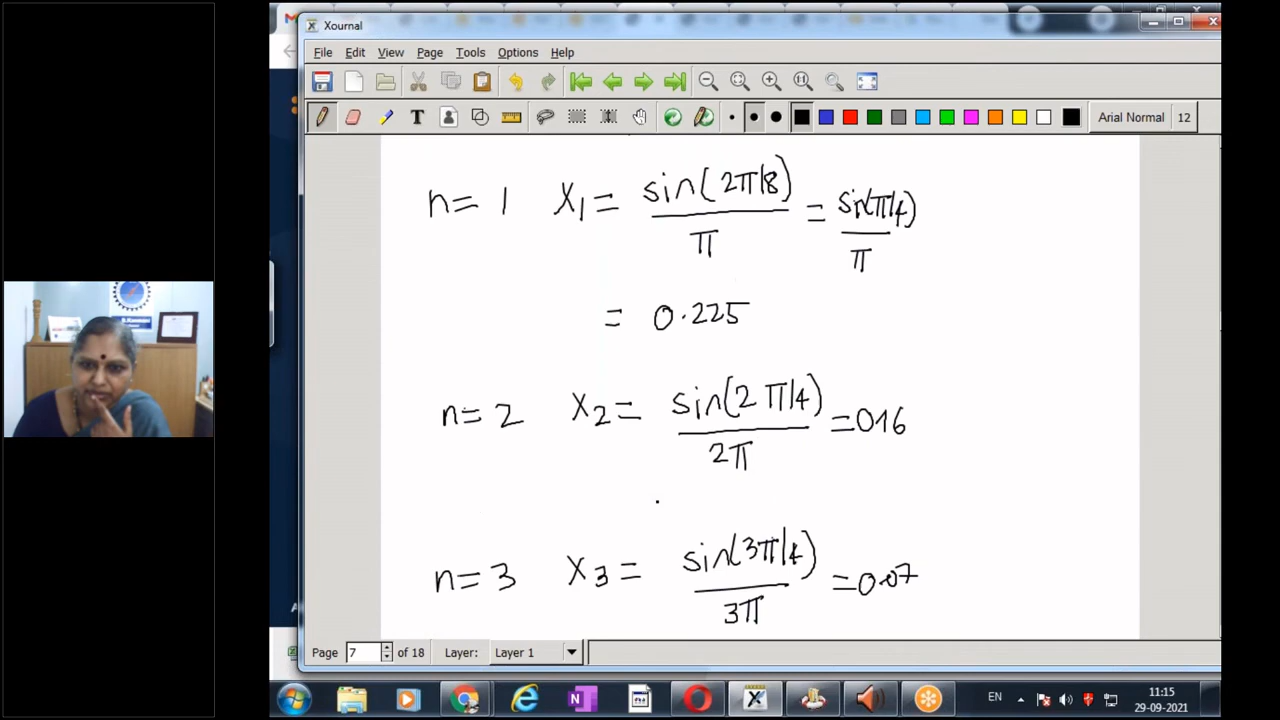 Xournal
File Edit View Page Tools Options Help
Arial Normal 12
n= 1 X1 = sin(2π/8) / π = sin(π/4) / π
= 0.225
n= 2 X2 = sin(2π/4) / 2π =016
n= 3 X3 = sin(3π/4) / 3π =0.07
Page 7 of 18 Layer: Layer 1
EN 11:15
29-09-2021